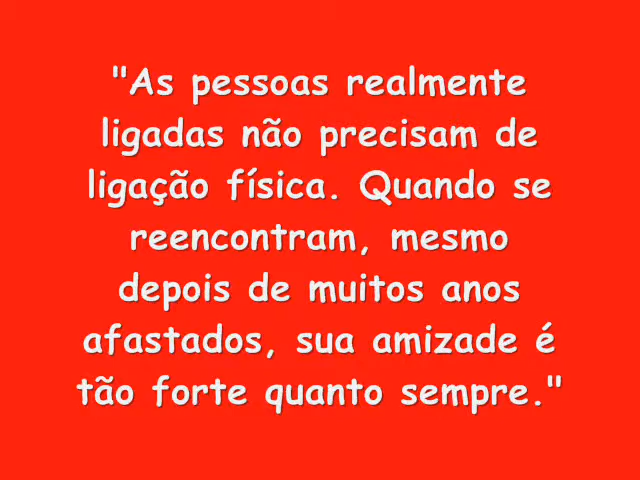 "As pessoas realmente
ligadas não precisam de
ligação física. Quando se
reencontram, mesmo
depois de muitos anos
afastados, sua amizade é
tão forte quanto sempre."